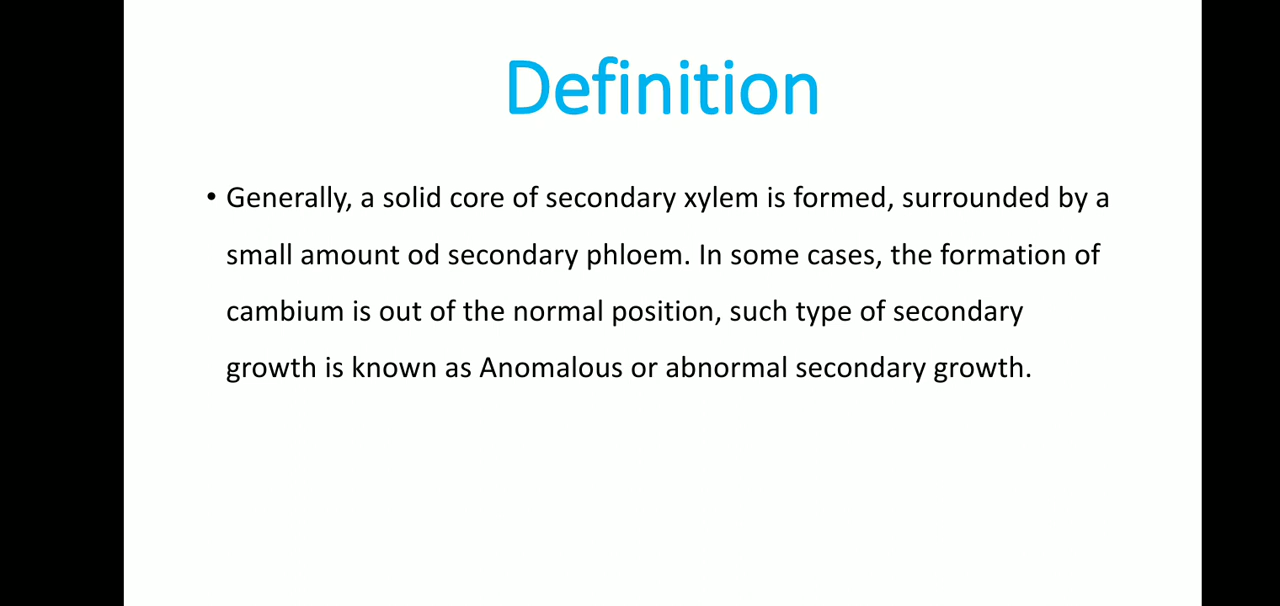 Definition
• Generally, a solid core of secondary xylem is formed, surrounded by a
small amount od secondary phloem. In some cases, the formation of
cambium is out of the normal position, such type of secondary
growth is known as Anomalous or abnormal secondary growth.